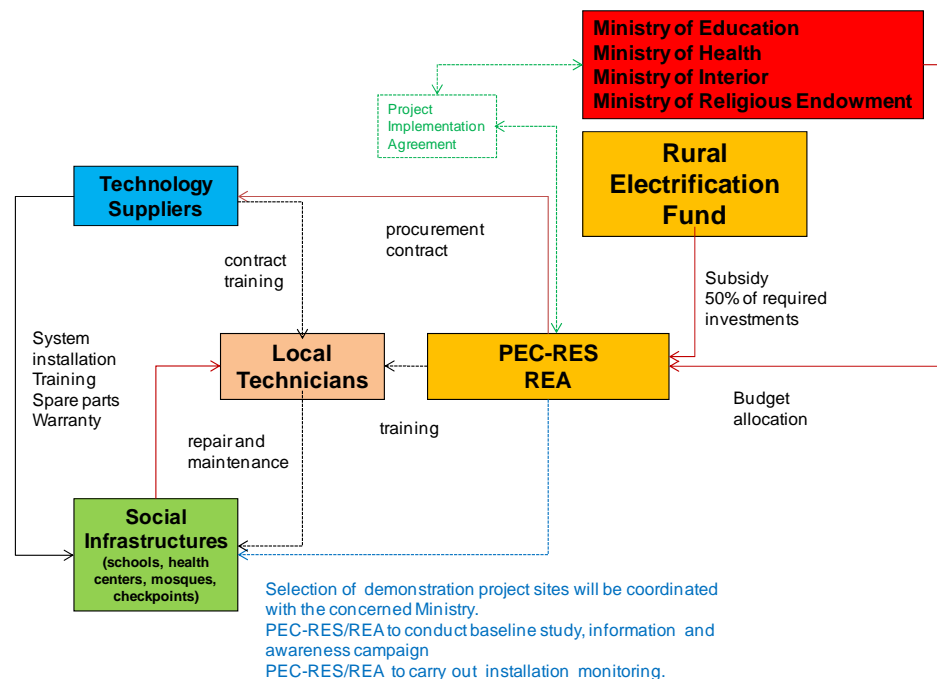 Ministry of Education
Ministry of Health
Ministry of Interior
Ministry of Religious Endowment
Project
Implementation
Agreement
Rural
Electrification
Fund
Technology
Suppliers
procurement
contract
contract
training
Subsidy
50% of required
investments
System
installation
Training
Spare parts
Warranty
Local
Technicians
PEC-RES
REA
Budget
allocation
training
repair and
maintenance
Social
Infrastructures
(schools, health
centers, mosques,
checkpoints)
Selection of demonstration project sites will be coordinated
with the concerned Ministry.
PEC-RES/REA to conduct baseline study, information and
awareness campaign
PEC-RES/REA to carry out installation monitoring.